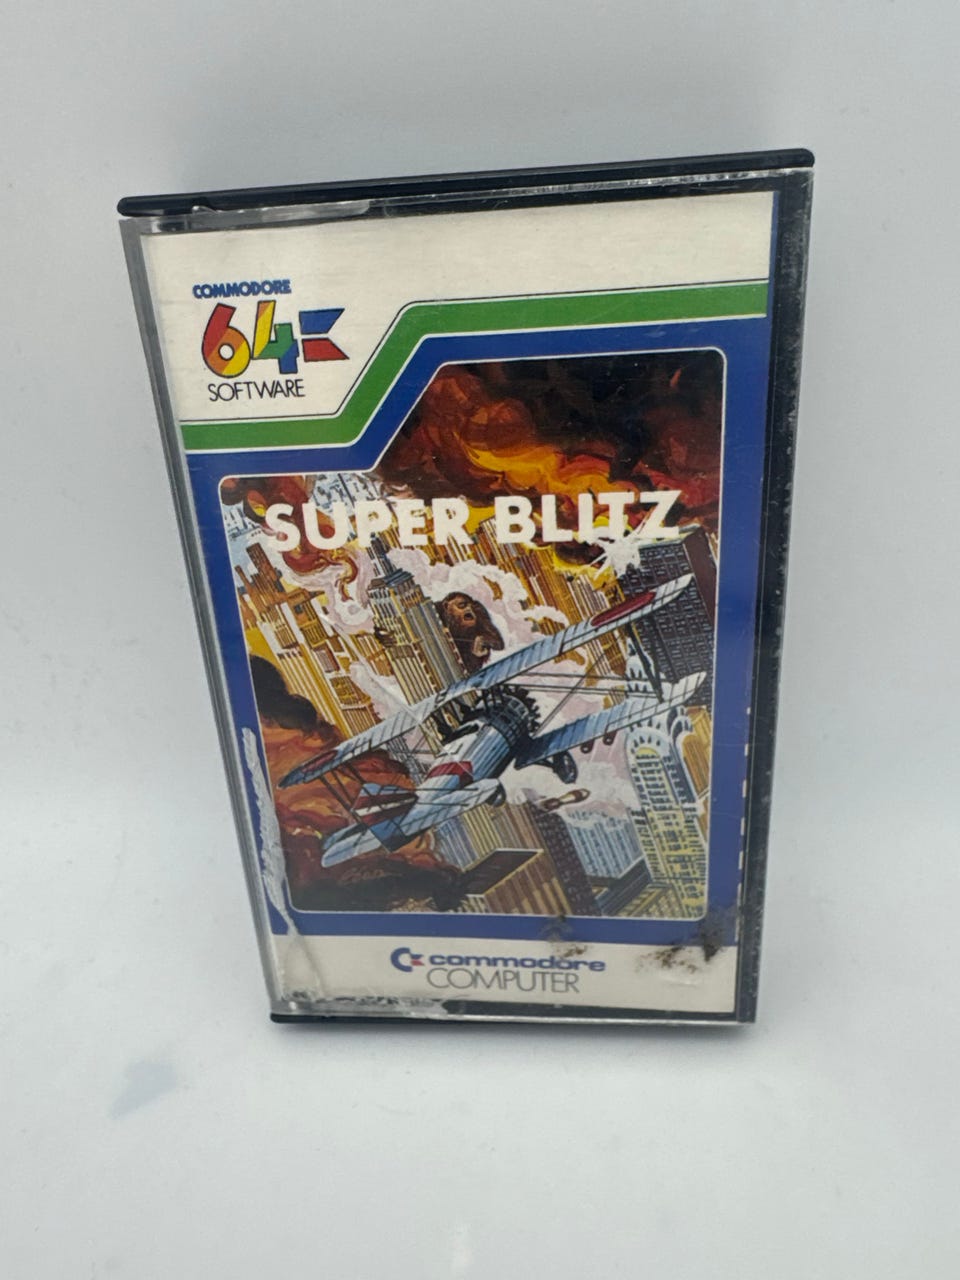 COMMODORE
64
SOFTWARE
SUPER BLITZ
commodore
COMPUTER